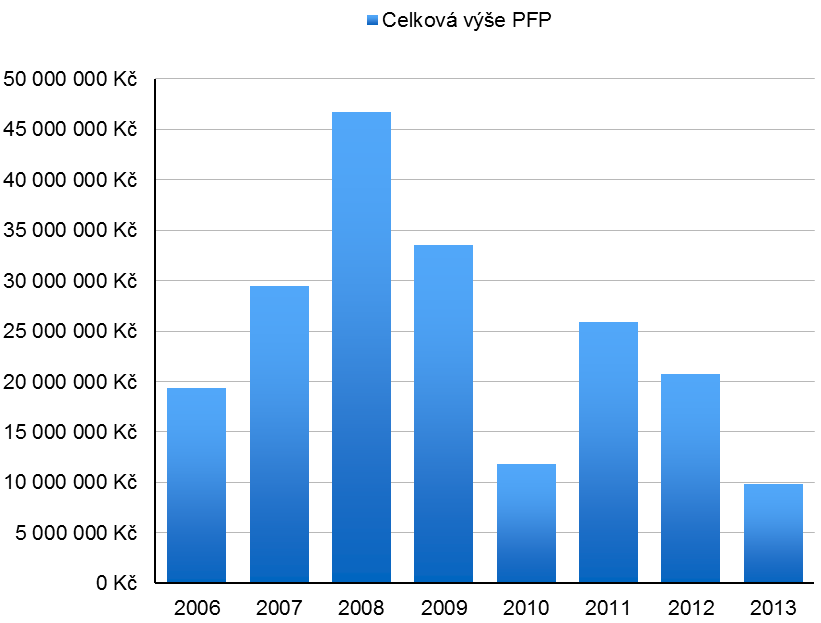 Celková výše PFP
50 000 000 Kč
45 000 000 Kč
40 000 000 Kč
35 000 000 Kč
30 000 000 Kč
25 000 000 Kč
20 000 000 Kč
15 000 000 Kč
10 000 000 Kč
5 000 000 Kč
0 Kč
2006 2007 2008 2009 2010 2011 2012 2013